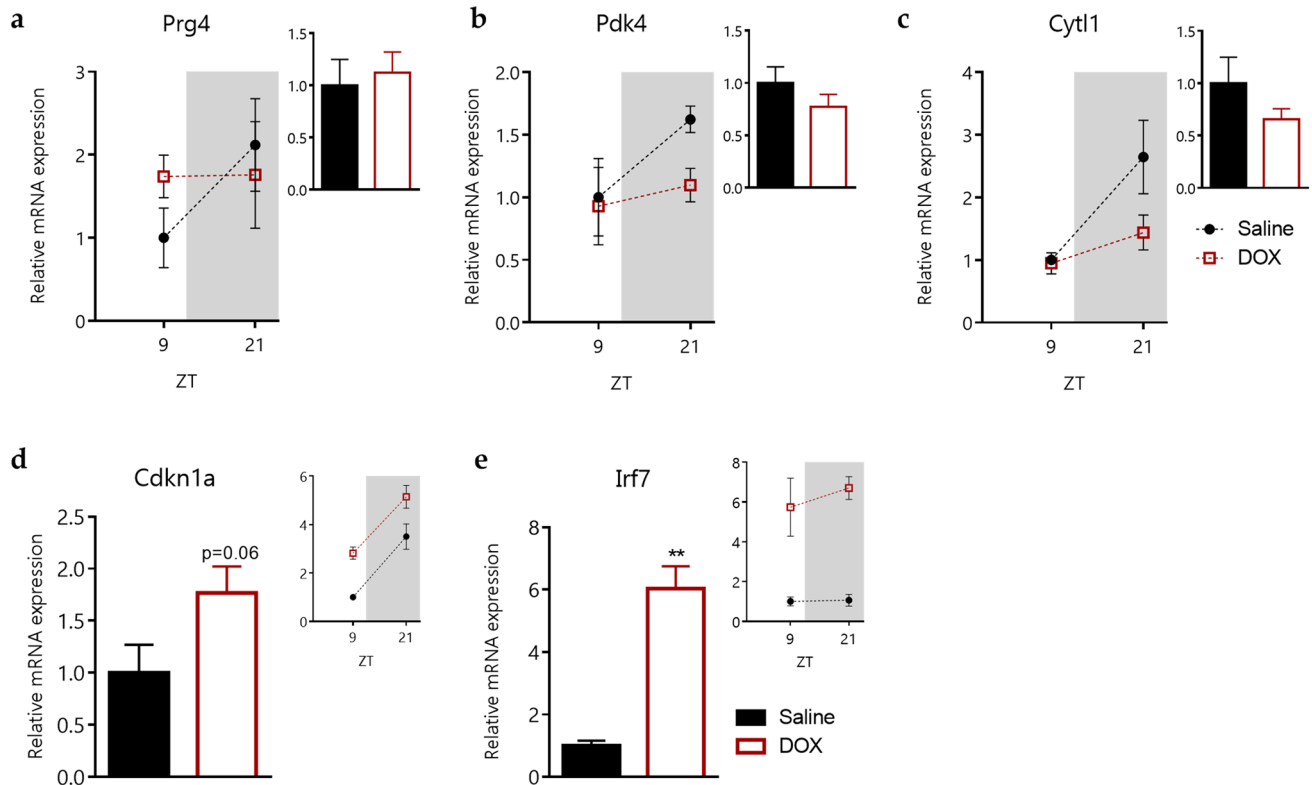 a
Prg4
Relative mRNA expression
3
2
1
0
9
21
ZT
1.5
1.0
0.5
0.0
b
Pdk4
Relative mRNA expression
2.0
1.5
1.0
0.5
0.0
9
21
ZT
1.5
1.0
0.5
0.0
c
Cytl1
Relative mRNA expression
4
3
2
1
0
9
21
ZT
1.5
1.0
0.5
0.0
Saline
DOX
d
Cdkn1a
Relative mRNA expression
2.5
2.0
1.5
1.0
0.5
0.0
p=0.06
6
4
2
0
9
21
ZT
e
Irf7
Relative mRNA expression
8
6
4
2
0
**
8
6
4
2
0
9
21
ZT
Saline
DOX